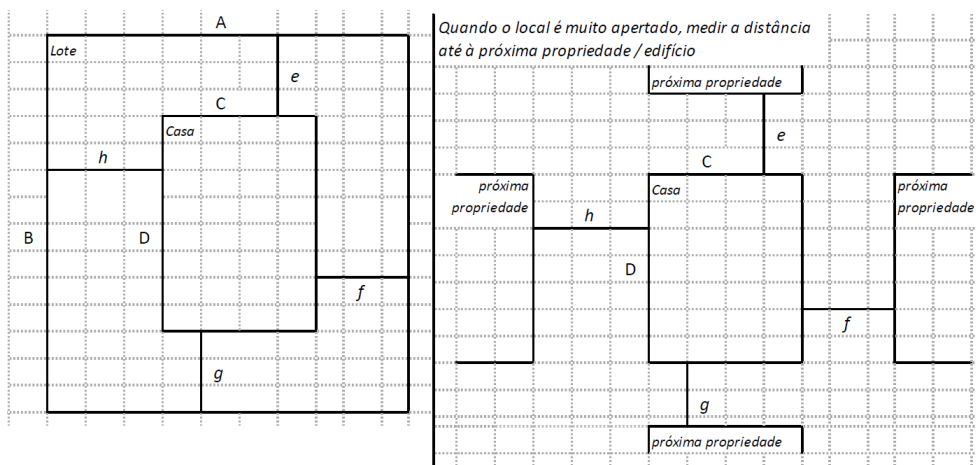 A
Lote
e
C
Casa
h
B
D
f
g
Quando o local é muito apertado, medir a distância
até à próxima propriedade / edifício
próxima propriedade
e
C
próxima
propriedade
Casa
próxima
propriedade
h
D
f
g
próxima propriedade